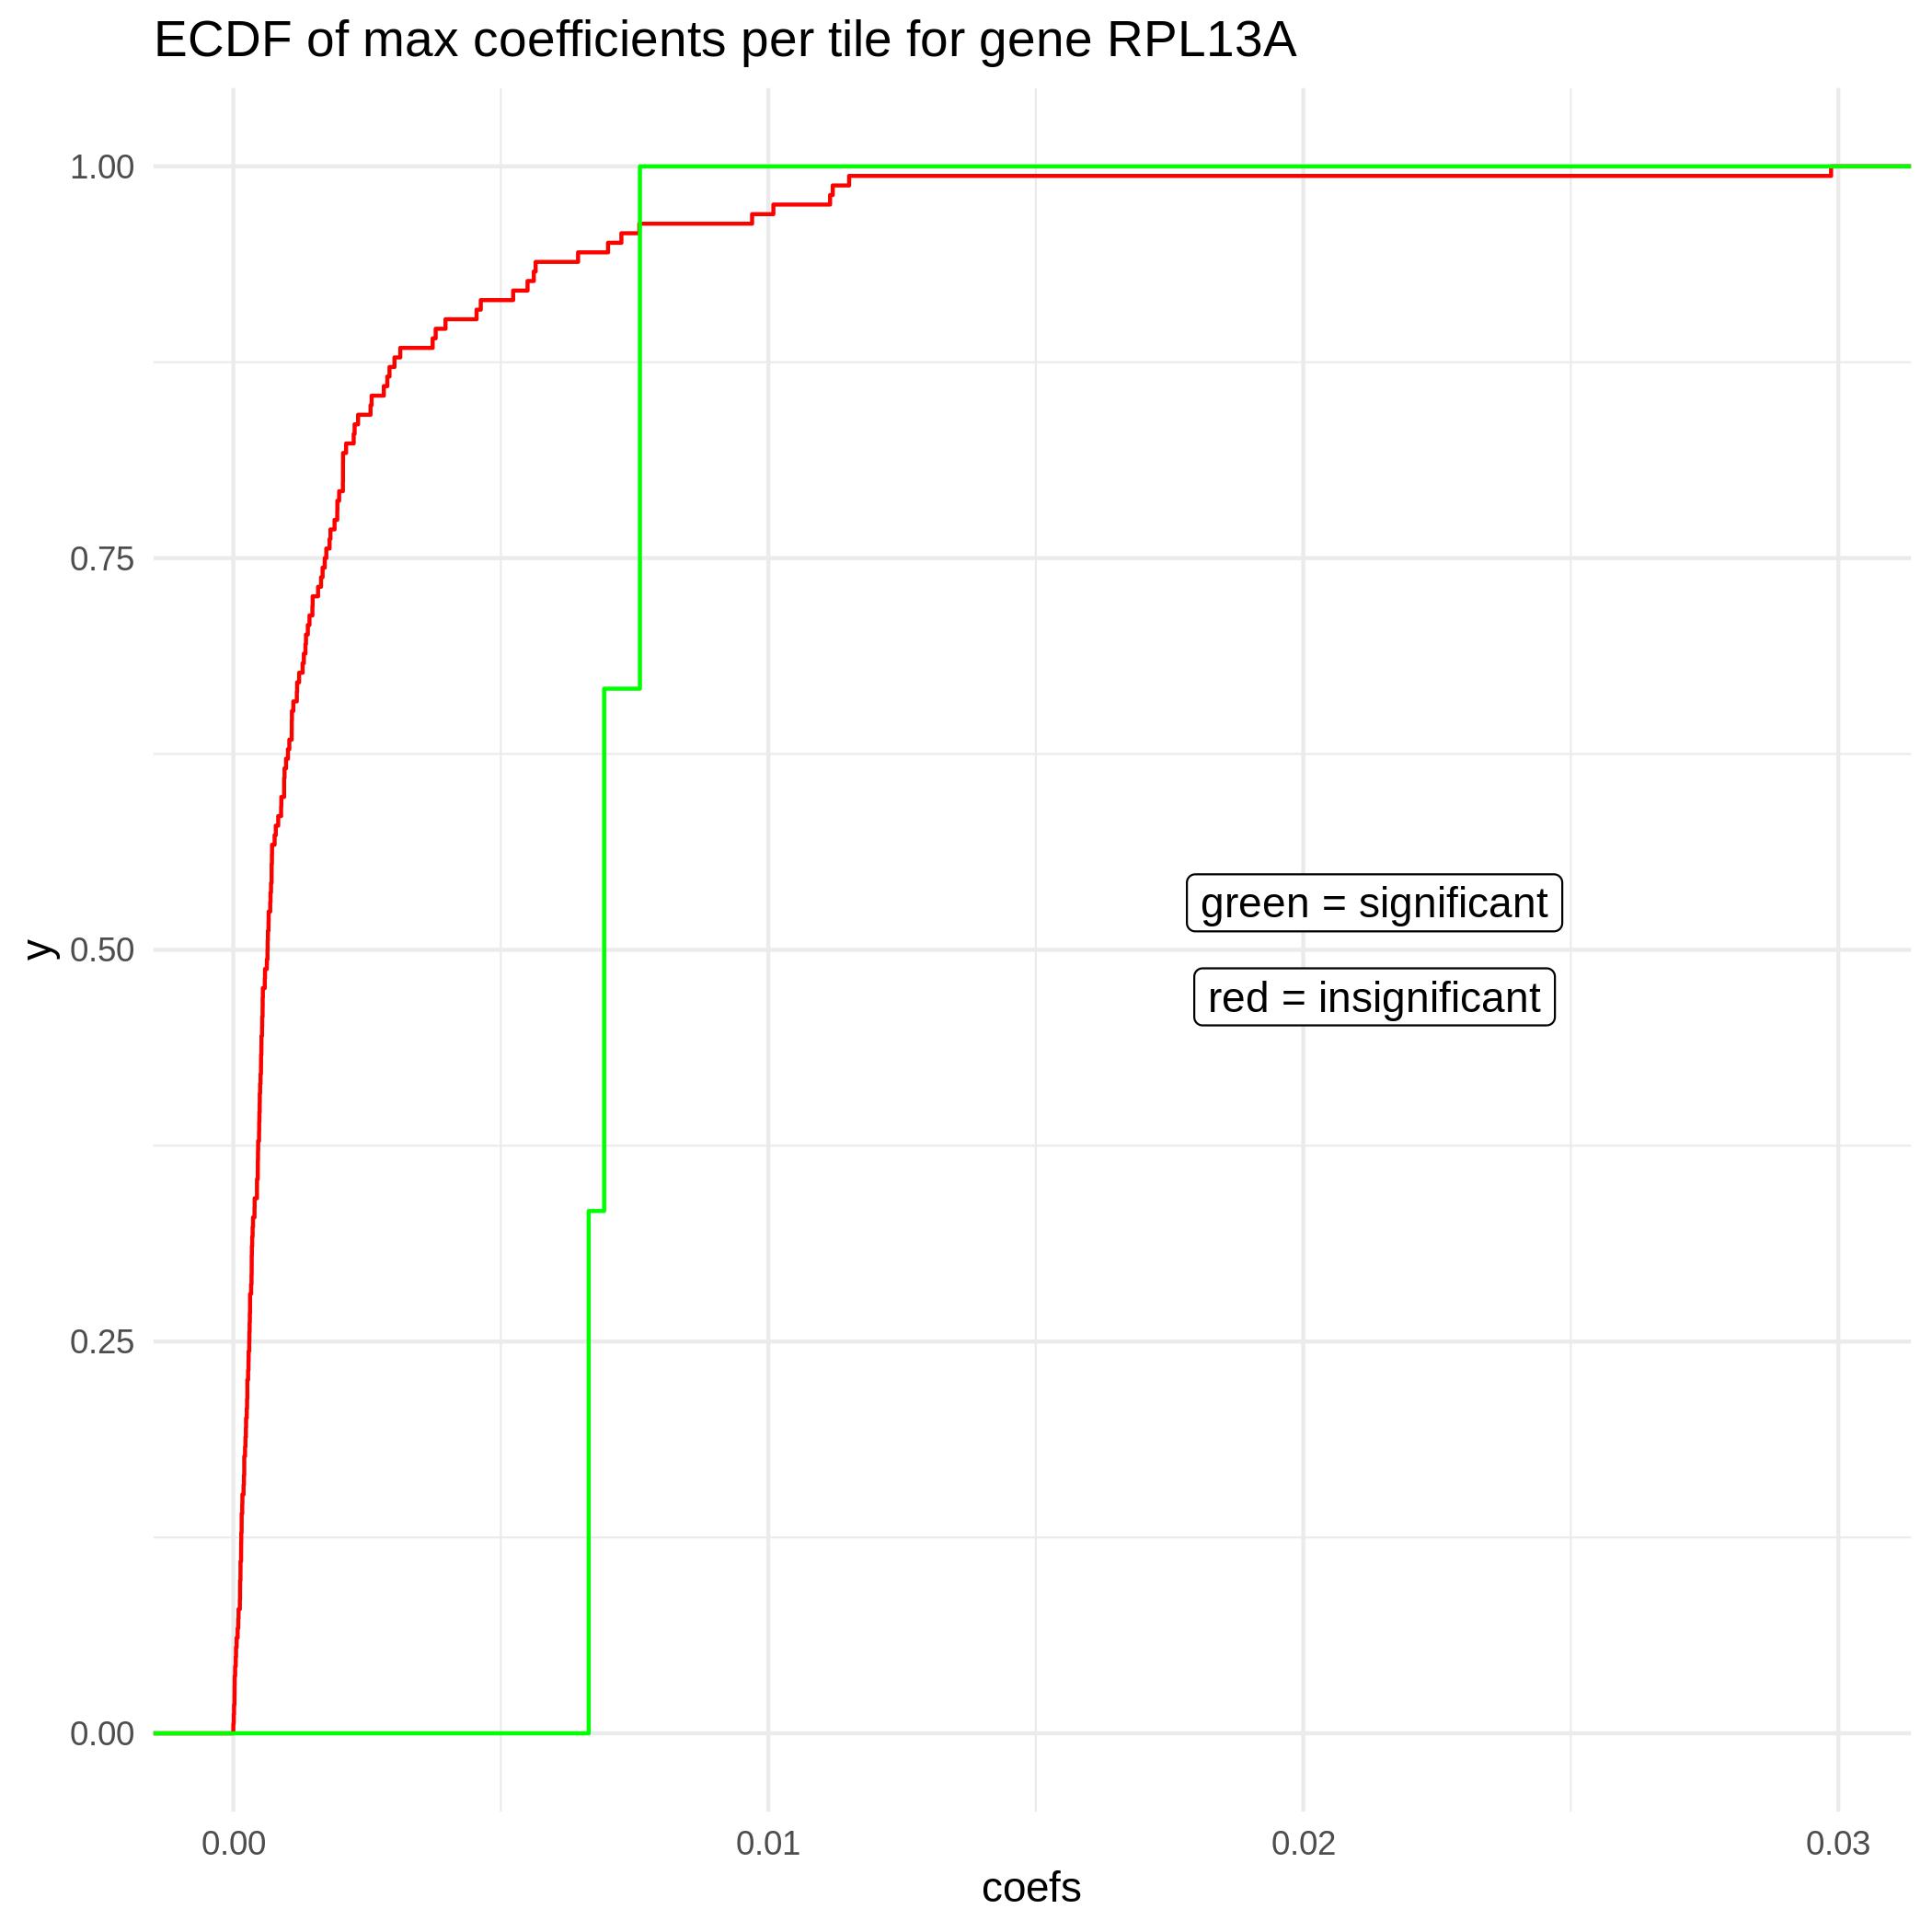 ECDF of max coefficients per tile for gene RPL13A
1.00
0.75
0.50
0.25
0.00
y
green = significant
red = insignificant
0.00 0.01 0.02 0.03
coefs